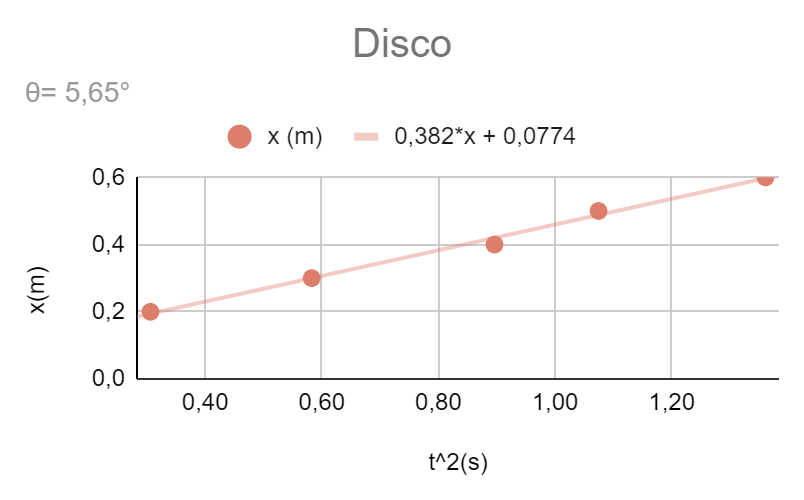 Disco
θ= 5,65°
x (m) 0,382*x + 0,0774
0,6
0,4
0,2
0,0
x(m)
0,40 0,60 0,80 1,00 1,20
t^2(s)